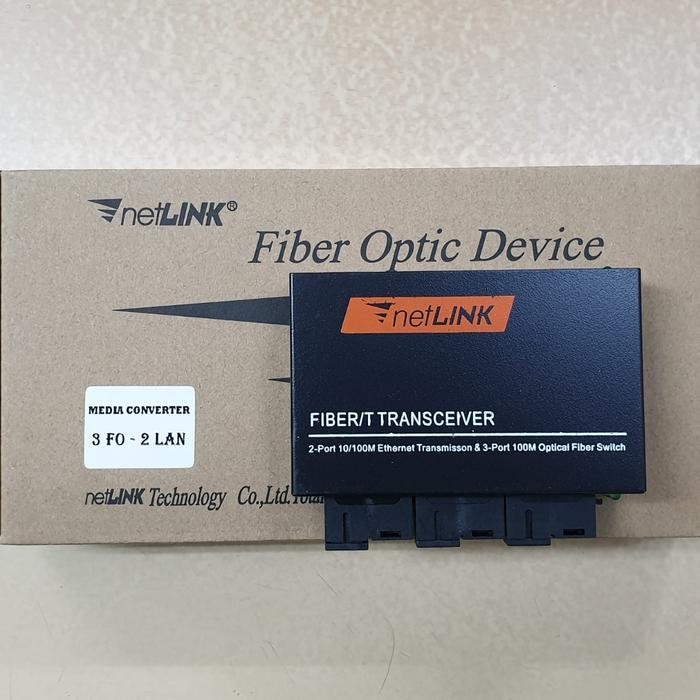 netLINK®
Fiber Optic Device
netLINK
FIBER/T TRANSCEIVER
2-Port 10/100M Ethernet Transmisson & 3-Port 100M Optical Fiber Switch
MEDIA CONVERTER
3 FO - 2 LAN
netLINK Technology Co.,Ltd.